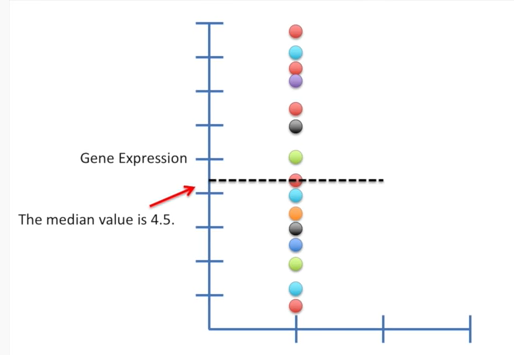 Gene Expression
The median value is 4.5.